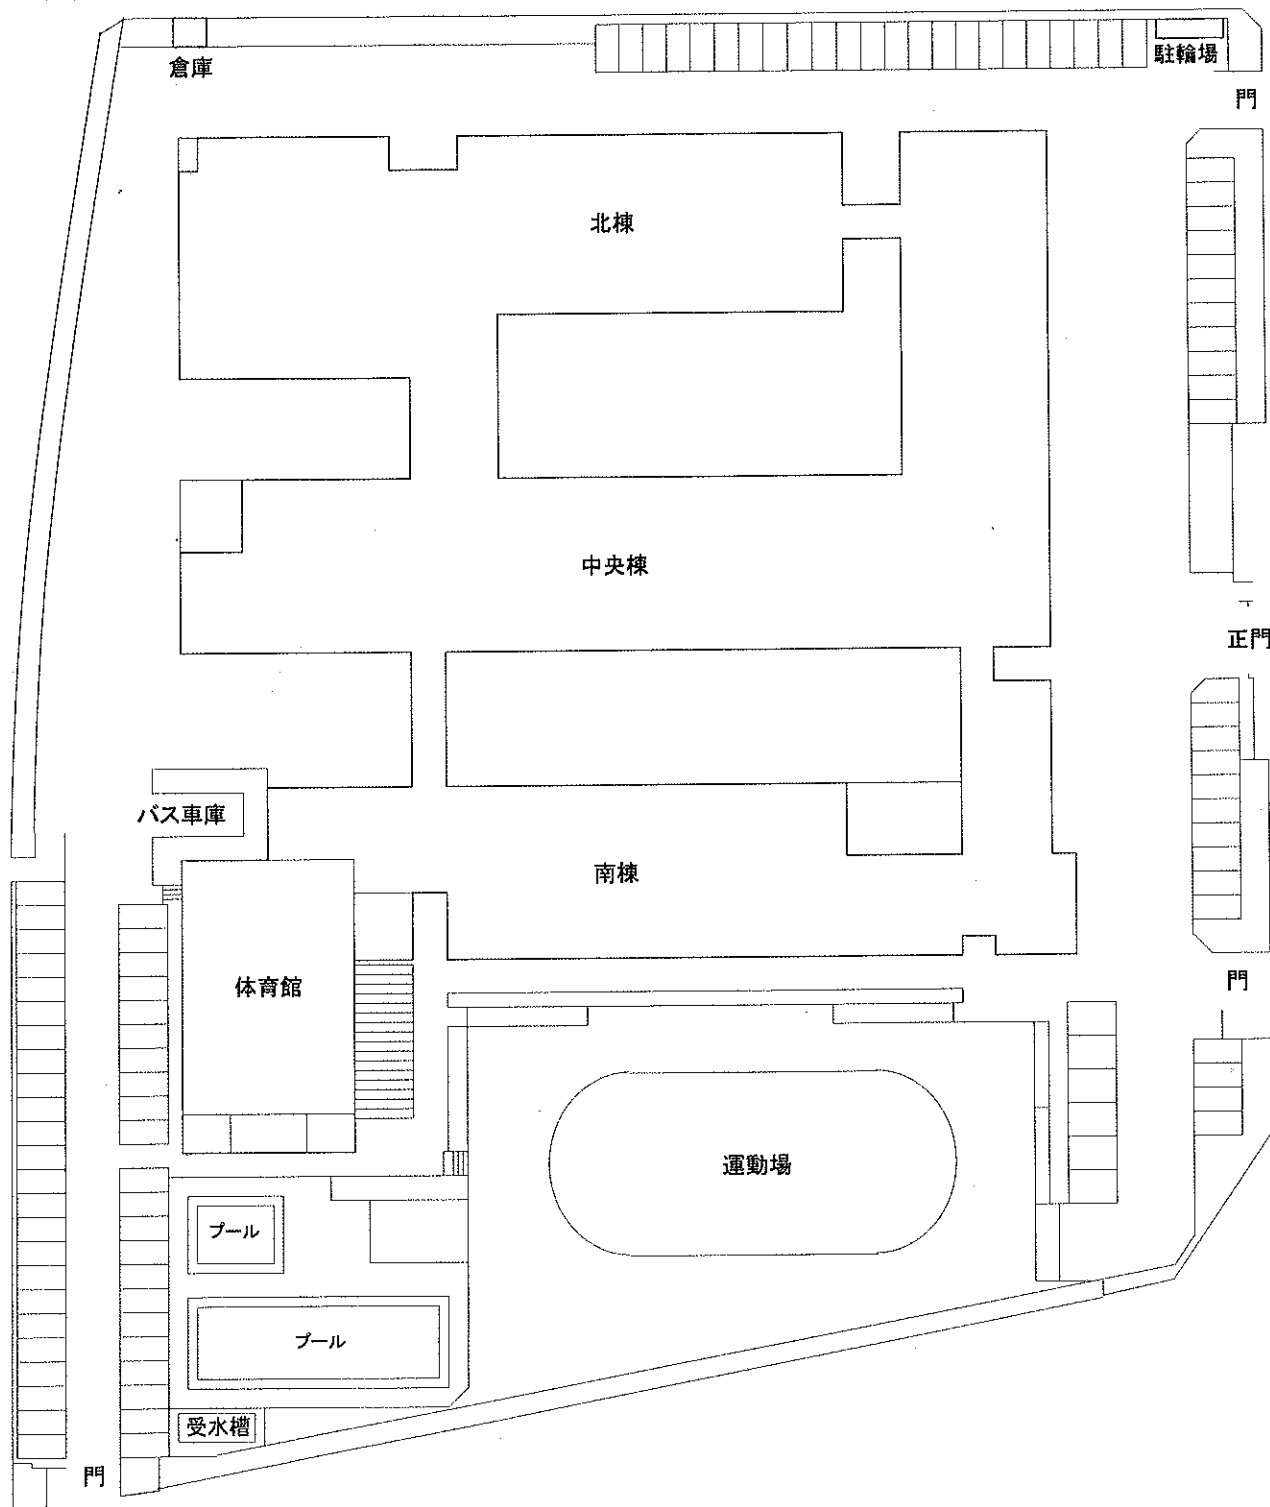 倉庫
駐輪場
門
北棟
中央棟
正門
バス車庫
南棟
体育館
門
運動場
プール
プール
受水槽
門